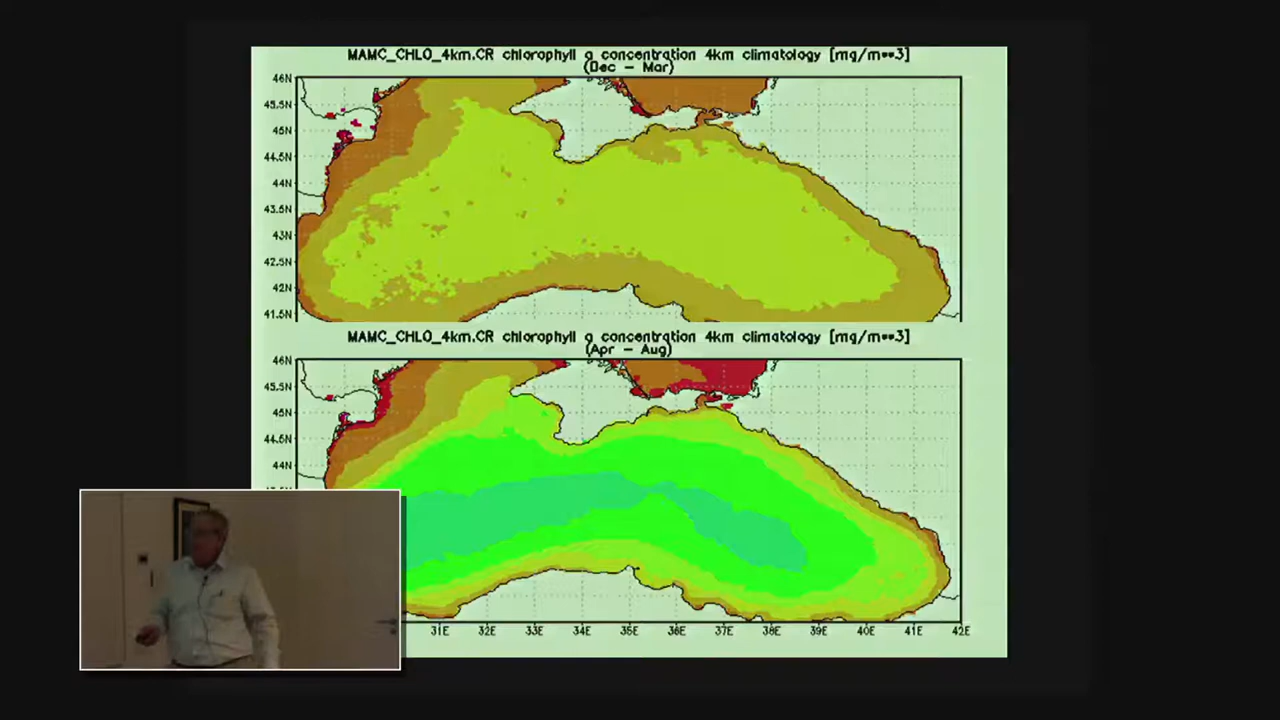 MAMC_CHLO_4km.CR chlorophyll a concentration 4km climatology [mg/m**3]
(Dec - Mar)
46N
45.5N
45N
44.5N
44N
43.5N
43N
42.5N
42N
41.5N
MAMC_CHLO_4km.CR chlorophyll a concentration 4km climatology [mg/m**3]
(Apr - Aug)
46N
45.5N
45N
44.5N
44N
31E 32E 33E 34E 35E 36E 37E 38E 39E 40E 41E 42E